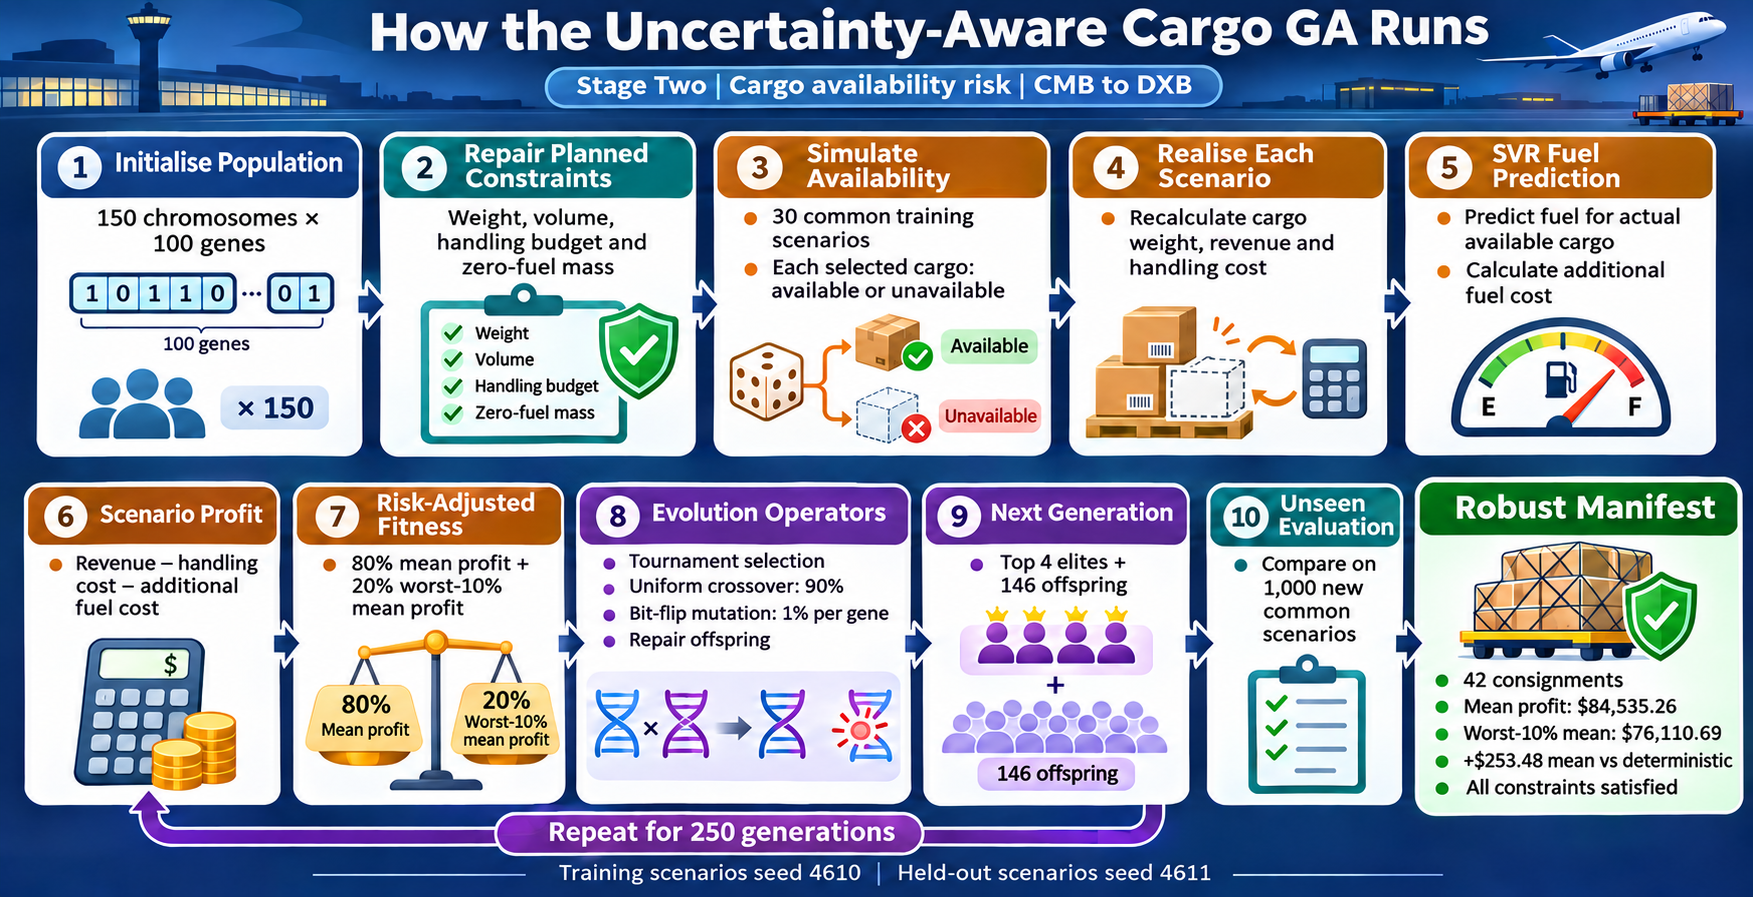 How the Uncertainty-Aware Cargo GA Runs
Stage Two | Cargo availability risk | CMB to DXB
1 Initialise Population
150 chromosomes ×
100 genes
1 0 1 1 0 ... 0 1
100 genes
× 150
2 Repair Planned
Constraints
Weight, volume,
handling budget and
zero-fuel mass
Weight
Volume
Handling budget
Zero-fuel mass
3 Simulate
Availability
30 common training
scenarios
Each selected cargo:
available or unavailable
Available
Unavailable
4 Realise Each
Scenario
Recalculate cargo
weight, revenue and
handling cost
5 SVR Fuel
Prediction
Predict fuel for actual
available cargo
Calculate additional
fuel cost
E F
6 Scenario Profit
Revenue – handling
cost – additional
fuel cost
$
7 Risk-Adjusted
Fitness
80% mean profit +
20% worst-10%
mean profit
80%
Mean profit
20%
Worst-10%
mean profit
8 Evolution Operators
Tournament selection
Uniform crossover: 90%
Bit-flip mutation: 1% per gene
Repair offspring
×
9 Next Generation
Top 4 elites +
146 offspring
+
146 offspring
10 Unseen
Evaluation
Compare on
1,000 new
common
scenarios
Robust Manifest
42 consignments
Mean profit: $84,535.26
Worst-10% mean: $76,110.69
+$253.48 mean vs deterministic
All constraints satisfied
Repeat for 250 generations
Training scenarios seed 4610 | Held-out scenarios seed 4611